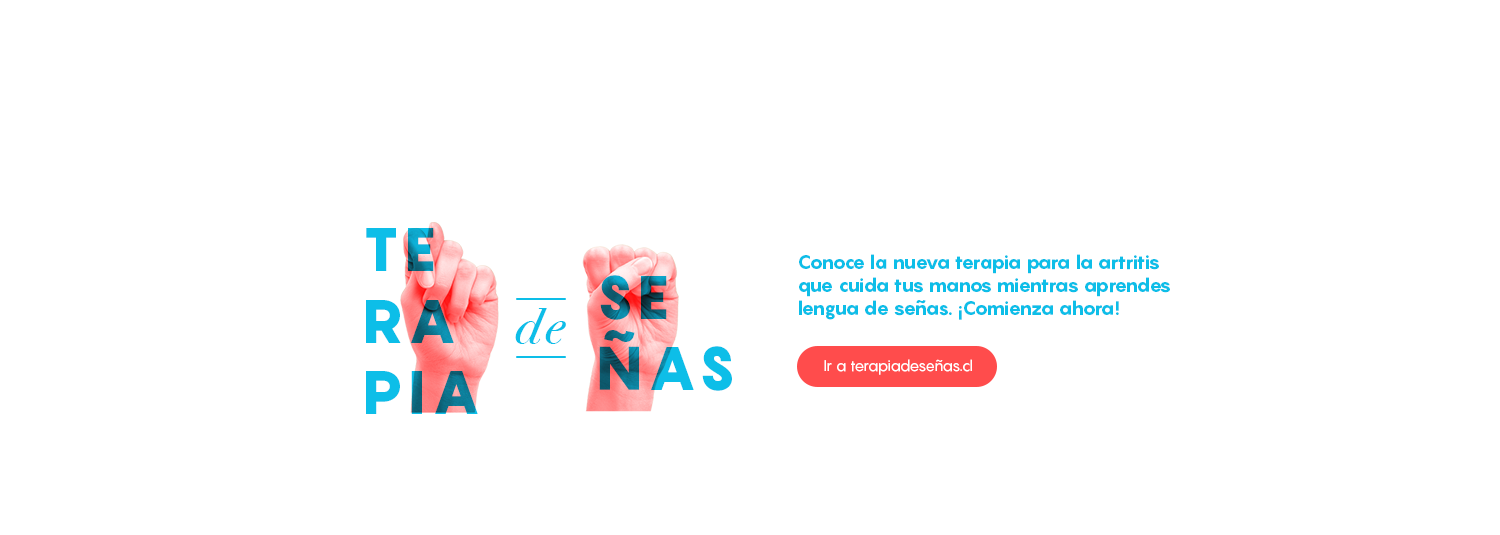 TE
RA
PIA
de
SE
ÑAS
Conoce la nueva terapia para la artritis
que cuida tus manos mientras aprendes
lengua de señas. ¡Comienza ahora!
Ir a terapiadeseñas.cl